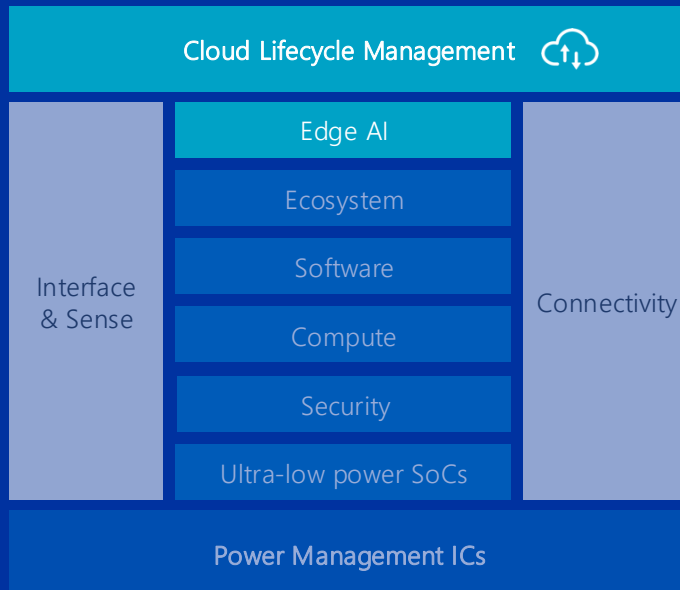 Cloud Lifecycle Management
Edge AI
Ecosystem
Software
Compute
Security
Ultra-low power SoCs
Interface
& Sense
Connectivity
Power Management ICs